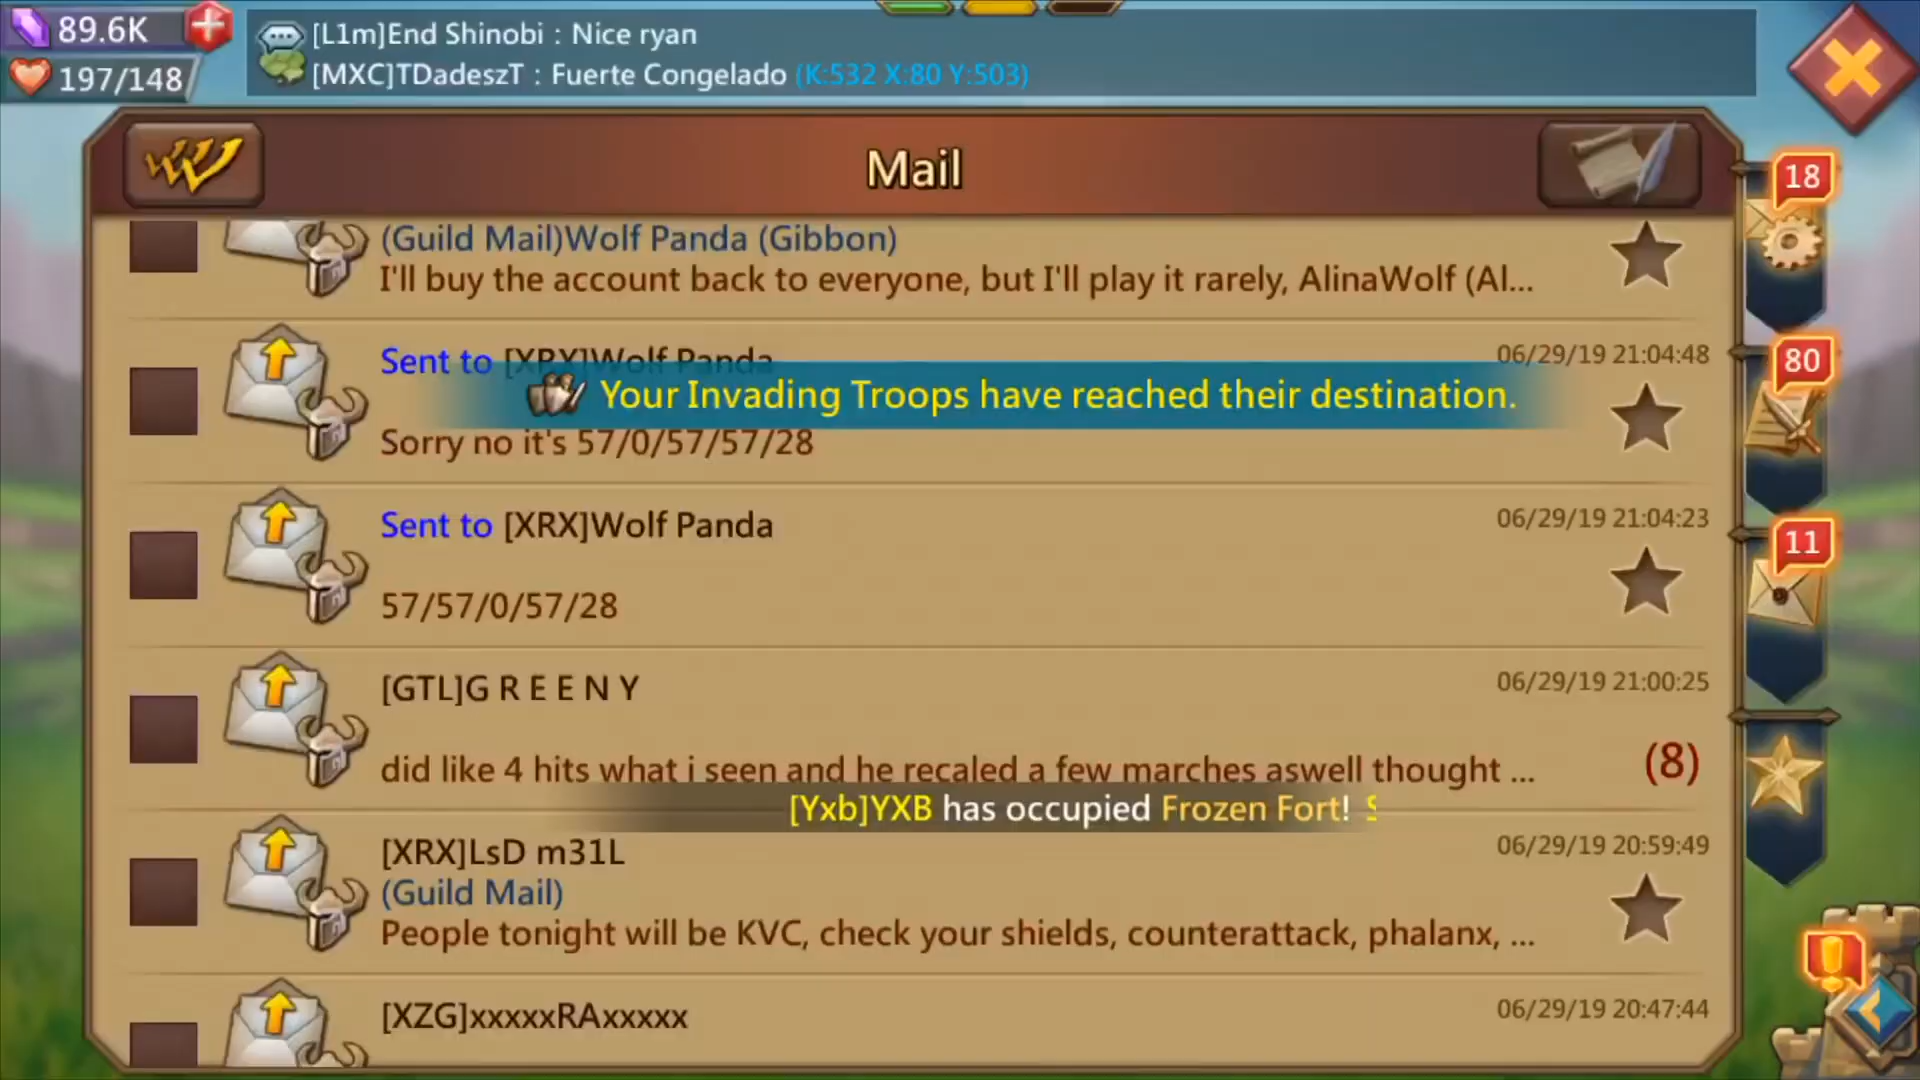 89.6K
197/148
[L1m]End Shinobi : Nice ryan
[MXC]TDadeszT : Fuerte Congelado (K:532 X:80 Y:503)
Mail
18
(Guild Mail)Wolf Panda (Gibbon)
I'll buy the account back to everyone, but I'll play it rarely, AlinaWolf (Al...
Sent to [XRX]Wolf Panda
06/29/19 21:04:48
80
Your Invading Troops have reached their destination.
Sorry no it's 57/0/57/57/28
Sent to [XRX]Wolf Panda
06/29/19 21:04:23
11
57/57/0/57/28
[GTL]G R E E N Y
06/29/19 21:00:25
did like 4 hits what i seen and he recaled a few marches aswell thought ...
(8)
[Yxb]YXB has occupied Frozen Fort!
[XRX]LsD m31L
06/29/19 20:59:49
(Guild Mail)
People tonight will be KVC, check your shields, counterattack, phalanx, ...
[XZG]xxxxxRAxxxxx
06/29/19 20:47:44